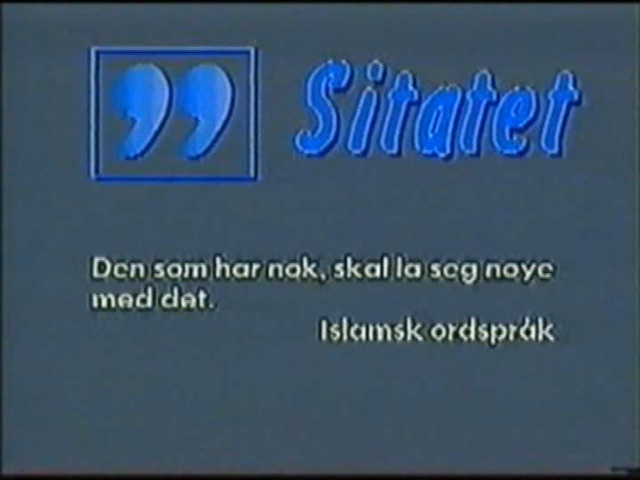 ” Sitatet
Den som har nok, skal la seg nøye
med det.
Islamsk ordspråk